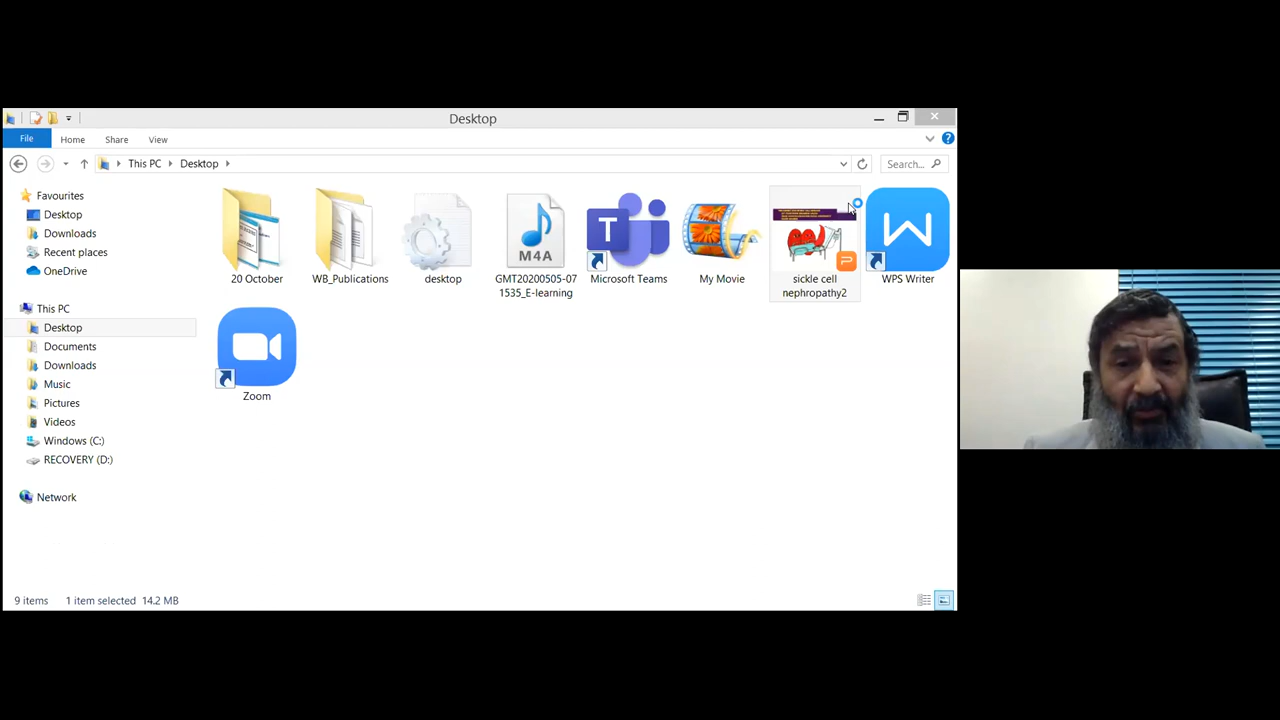 Desktop
File
Home
Share
View
This PC
Desktop
Search...
Favourites
Desktop
Downloads
Recent places
OneDrive
This PC
Desktop
Documents
Downloads
Music
Pictures
Videos
Windows (C:)
RECOVERY (D:)
Network
20 October
WB_Publications
desktop
M4A
GMT20200505-07
1535_E-learning
T
Microsoft Teams
My Movie
sickle cell
nephropathy2
W
WPS Writer
Zoom
9 items
1 item selected 14.2 MB